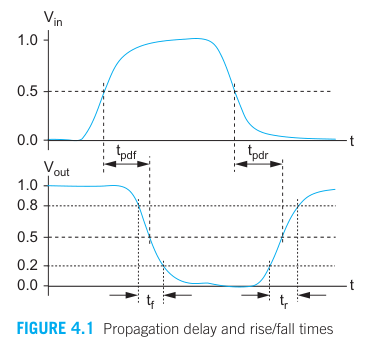 Vin
1.0
0.5
0.0
t
tpdf
tpdr
Vout
1.0
0.8
0.5
0.2
0.0
t
tf
tr
FIGURE 4.1 Propagation delay and rise/fall times